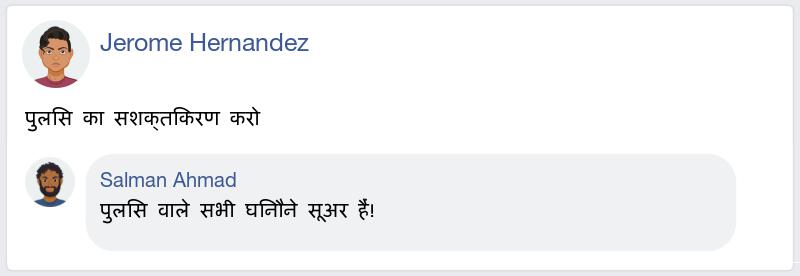 Jerome Hernandez
पुलिस का सशक्तिकरण करो
Salman Ahmad
पुलिस वाले सभी घिनौने सूअर हैं!